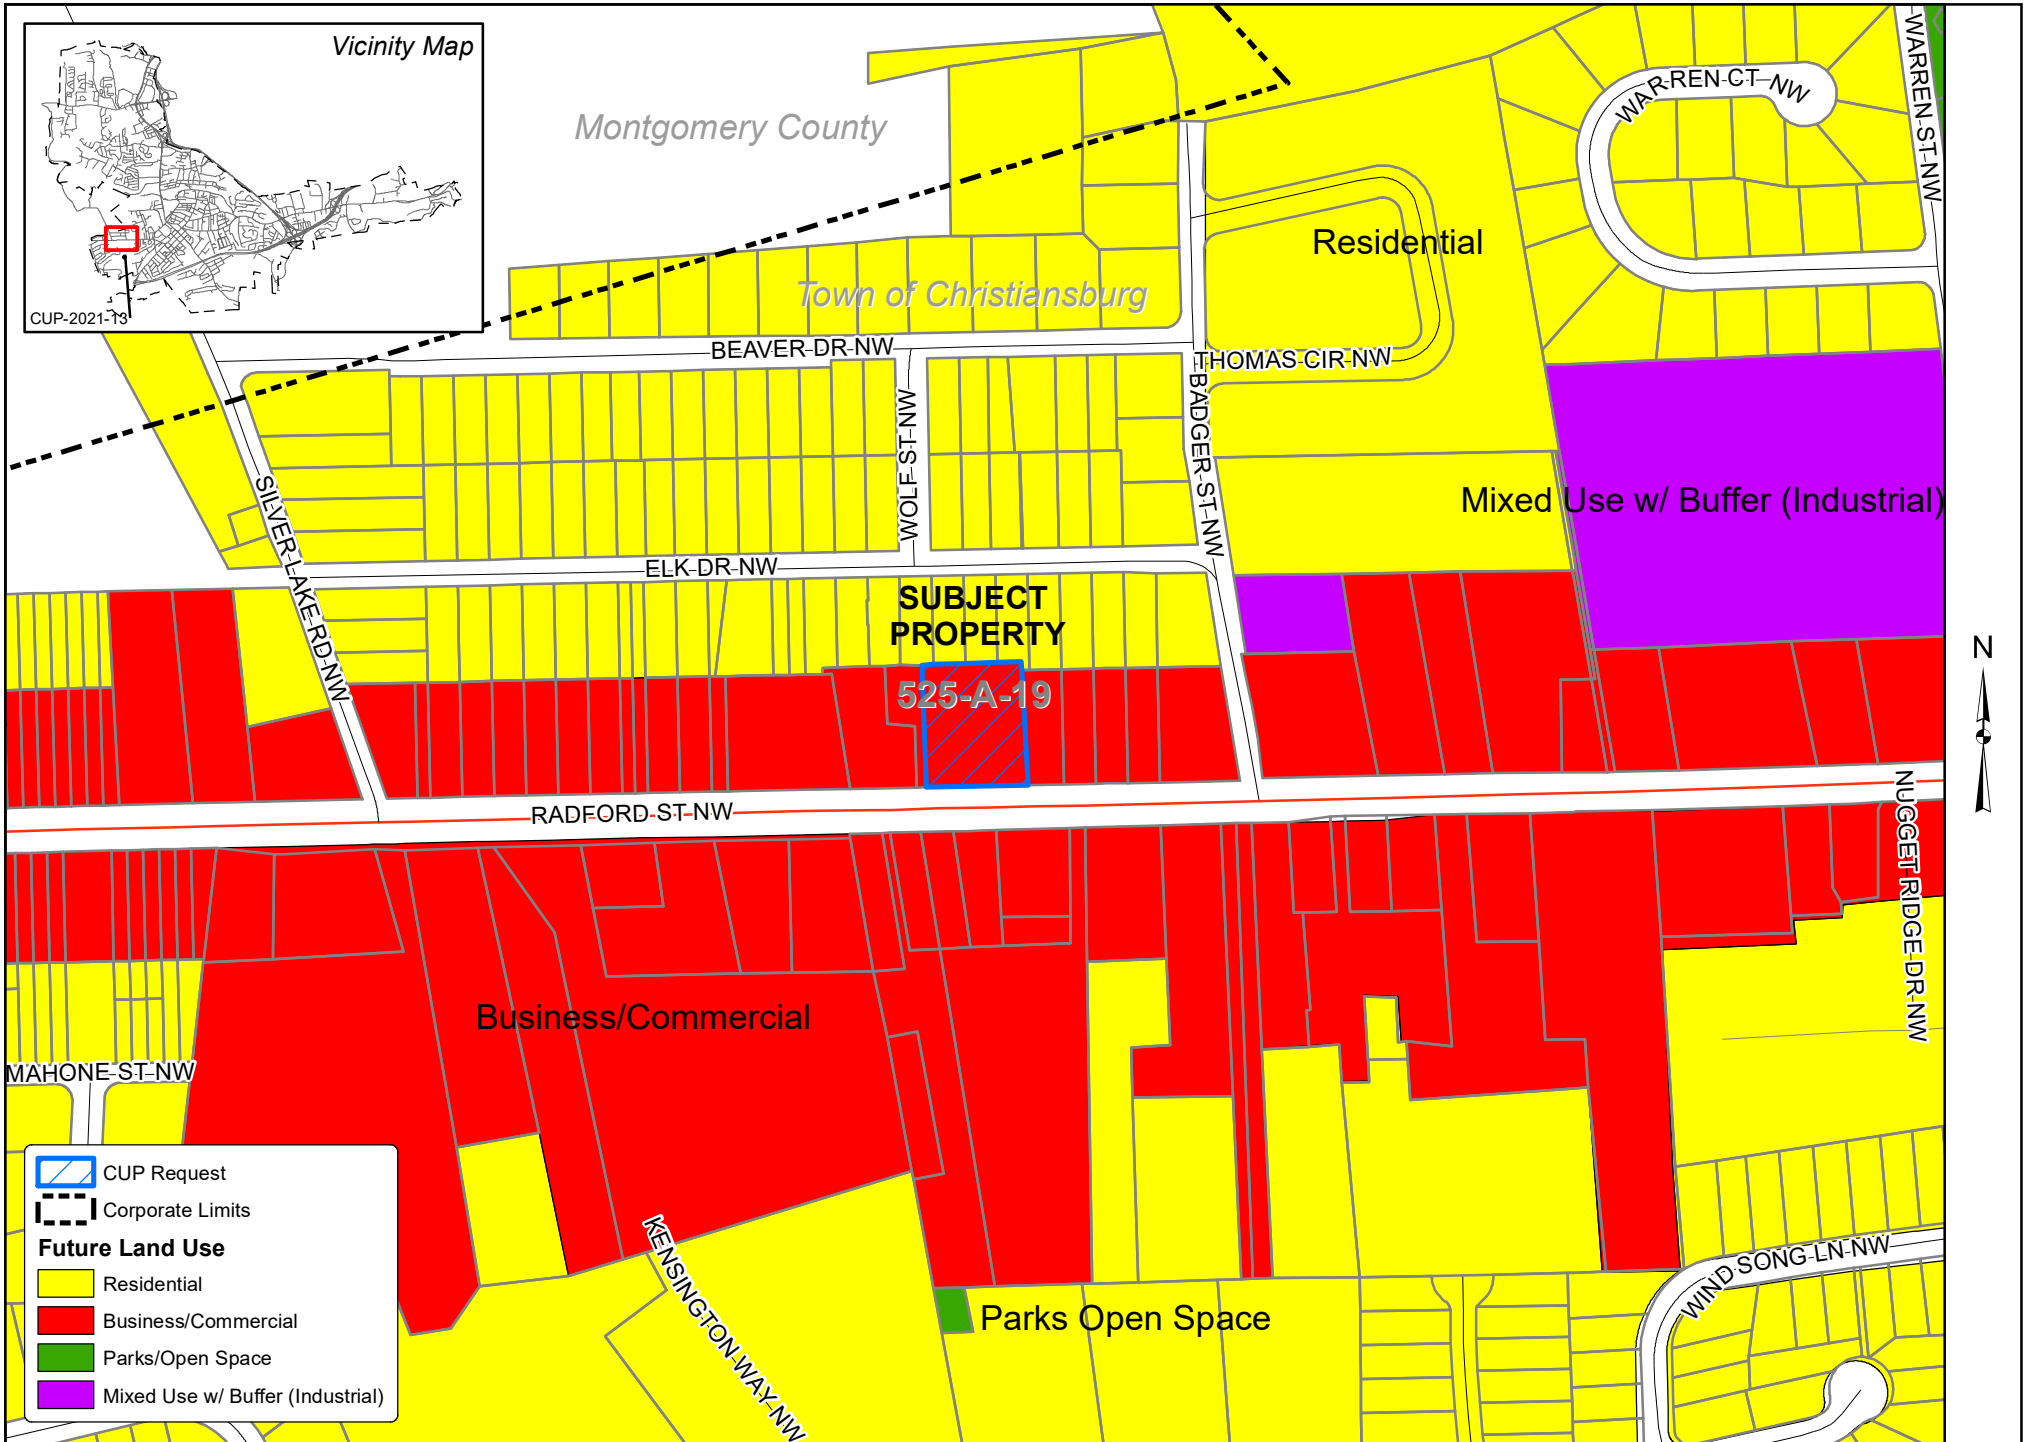 Vicinity Map
CUP-2021-13
Montgomery County
Town of Christiansburg
WARREN CT NW
WARREN ST NW
Residential
BEAVER DR NW
THOMAS CIR NW
WOLF ST NW
BADGER ST NW
SILVER LAKE RD NW
Mixed Use w/ Buffer (Industrial)
ELK DR NW
SUBJECT
PROPERTY
525-A-19
N
RADFORD ST NW
NUGGET RIDGE DR NW
Business/Commercial
MAHONE ST NW
KENSINGTON WAY NW
WIND SONG LN NW
Parks Open Space
CUP Request
Corporate Limits
Future Land Use
Residential
Business/Commercial
Parks/Open Space
Mixed Use w/ Buffer (Industrial)